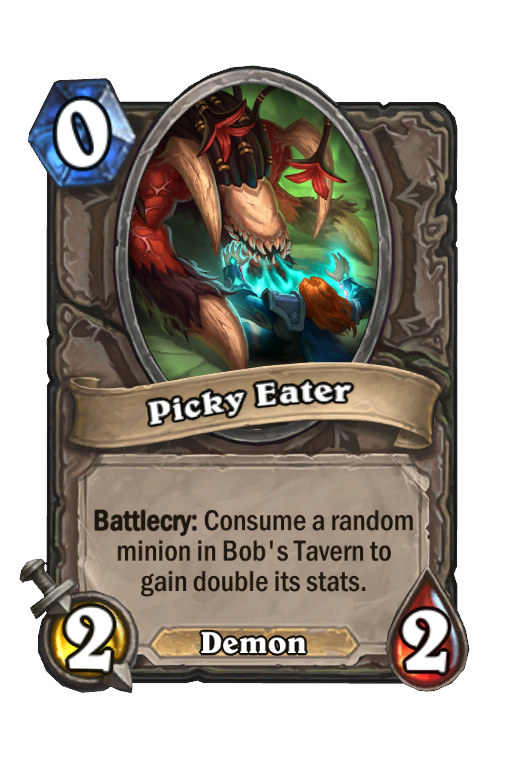 0
Picky Eater
Battlecry: Consume a random
minion in Bob's Tavern to
gain double its stats.
2
Demon
2